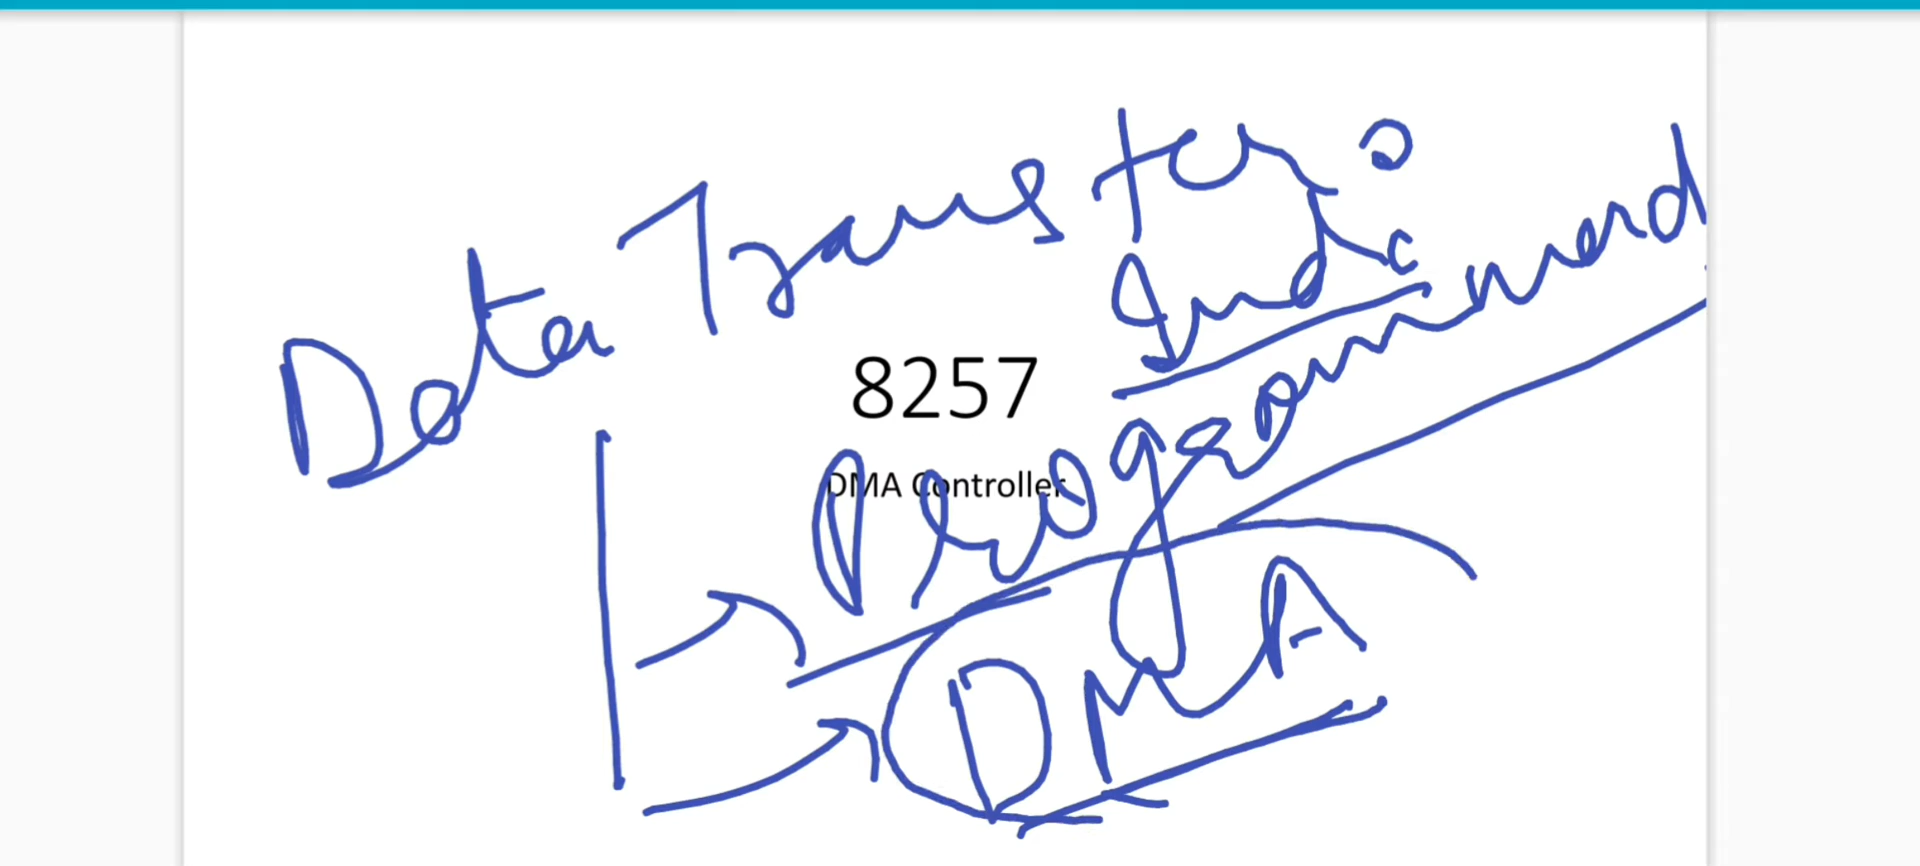 Data Transfer
8257
DMA Controller
Programmed
DMA